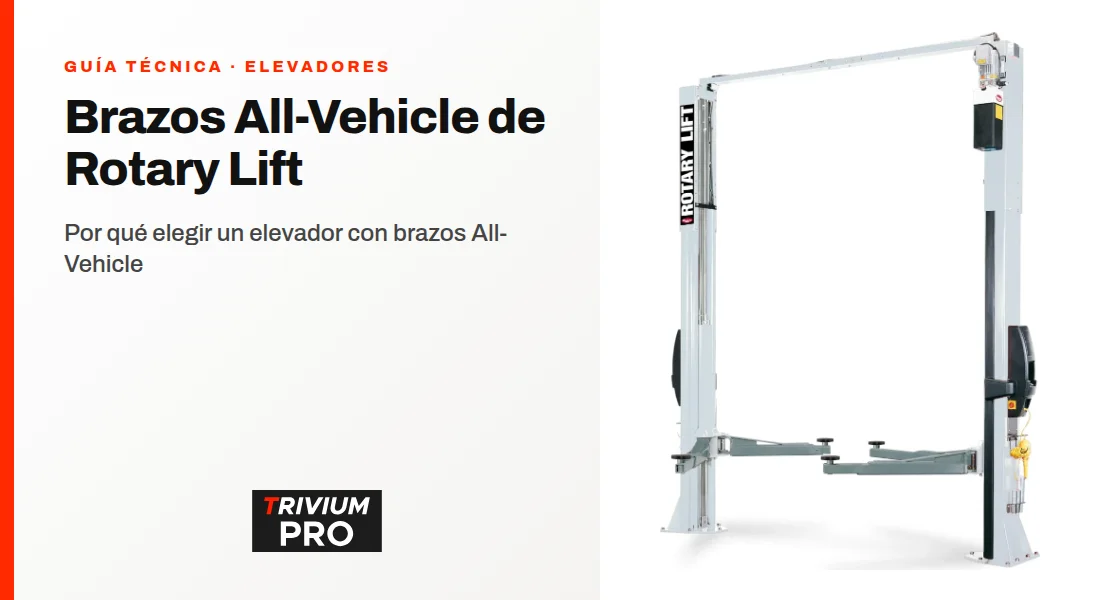 GUÍA TÉCNICA · ELEVADORES
Brazos All-Vehicle de
Rotary Lift
Por qué elegir un elevador con brazos All-
Vehicle
TRIVIUM
PRO
ROTARY LIFT